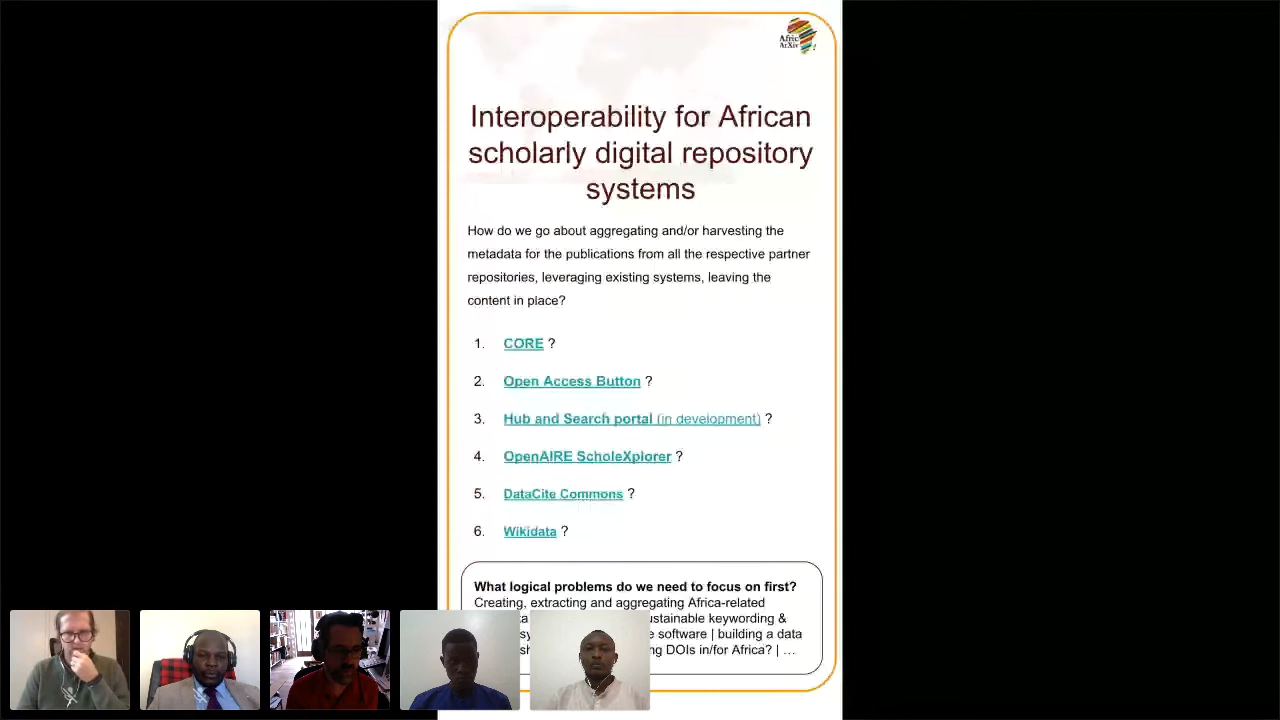 Afric
ArXiv
Interoperability for African
scholarly digital repository
systems
How do we go about aggregating and/or harvesting the
metadata for the publications from all the respective partner
repositories, leveraging existing systems, leaving the
content in place?
1. CORE ?
2. Open Access Button ?
3. Hub and Search portal (in development) ?
4. OpenAIRE ScholeXplorer ?
5. DataCite Commons ?
6. Wikidata ?
What logical problems do we need to focus on first?
Creating, extracting and aggregating Africa-related
ustainable keywording &
e software | building a data
ng DOIs in/for Africa? | …